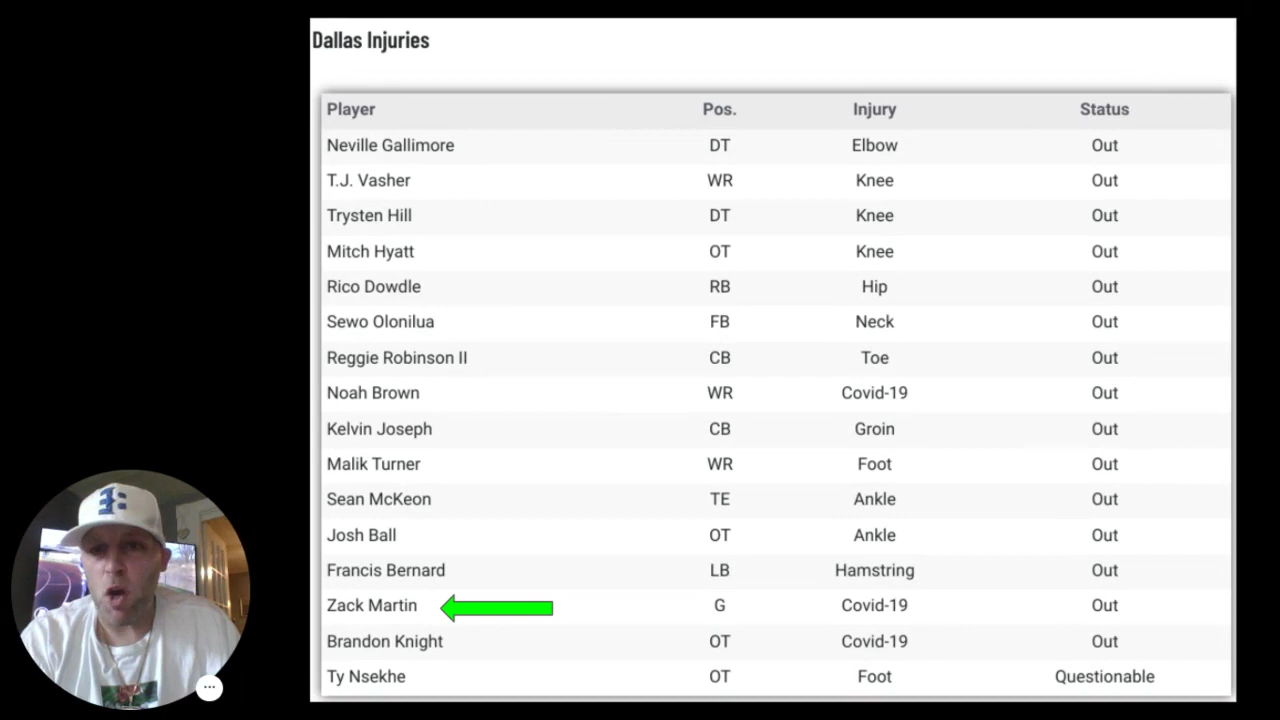 Dallas Injuries
Player Pos. Injury Status
Neville Gallimore DT Elbow Out
T.J. Vasher WR Knee Out
Trysten Hill DT Knee Out
Mitch Hyatt OT Knee Out
Rico Dowdle RB Hip Out
Sewo Olonilua FB Neck Out
Reggie Robinson II CB Toe Out
Noah Brown WR Covid-19 Out
Kelvin Joseph CB Groin Out
Malik Turner WR Foot Out
Sean McKeon TE Ankle Out
Josh Ball OT Ankle Out
Francis Bernard LB Hamstring Out
Zack Martin G Covid-19 Out
Brandon Knight OT Covid-19 Out
Ty Nsekhe OT Foot Questionable